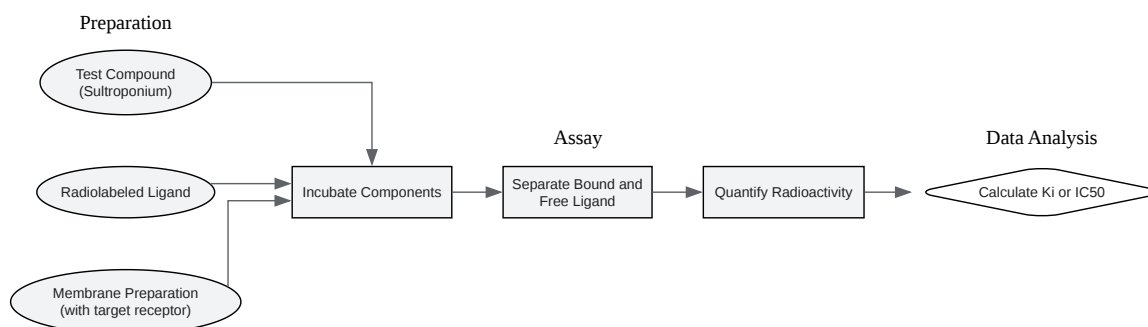 Preparation
Test Compound
(Sultroponium)
Assay
Data Analysis
Radiolabeled Ligand
Incubate Components
Separate Bound and
Free Ligand
Quantify Radioactivity
Calculate Ki or IC50
Membrane Preparation
(with target receptor)